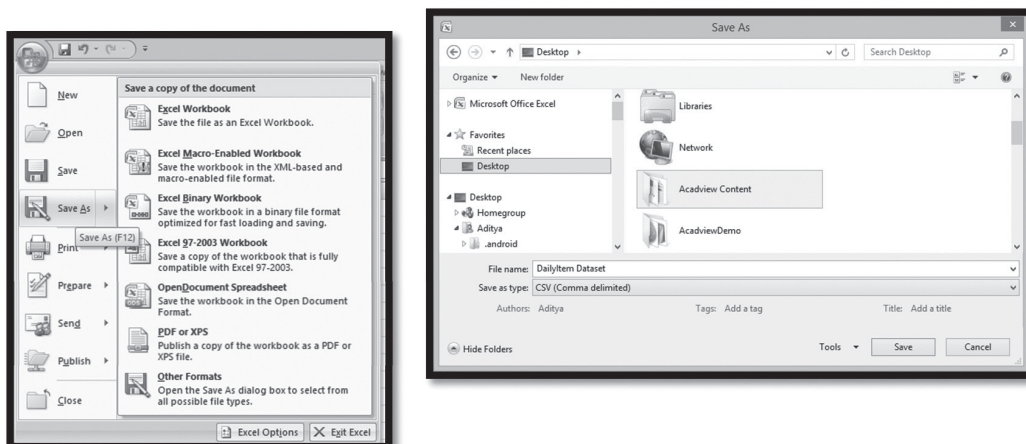 New
Open
Save
Save As
Save As (F12)
Print
Prepare
Send
Publish
Close
Save a copy of the document
Excel Workbook
Save the file as an Excel Workbook.
Excel Macro-Enabled Workbook
Save the workbook in the XML-based and
macro-enabled file format.
Excel Binary Workbook
Save the workbook in a binary file format
optimized for fast loading and saving.
Excel 97-2003 Workbook
Save a copy of the workbook that is fully
compatible with Excel 97-2003.
OpenDocument Spreadsheet
Save the workbook in the Open Document
Format.
PDF or XPS
Publish a copy of the workbook as a PDF or
XPS file.
Other Formats
Open the Save As dialog box to select from
all possible file types.
Excel Options Exit Excel
Save As
Desktop Search Desktop
Organize New folder
Microsoft Office Excel
Favorites
Recent places
Desktop
Desktop
Homegroup
Aditya
.android
Libraries
Network
Acadview Content
AcadviewDemo
File name: DailyItem Dataset
Save as type: CSV (Comma delimited)
Authors: Aditya Tags: Add a tag Title: Add a title
Hide Folders Tools Save Cancel